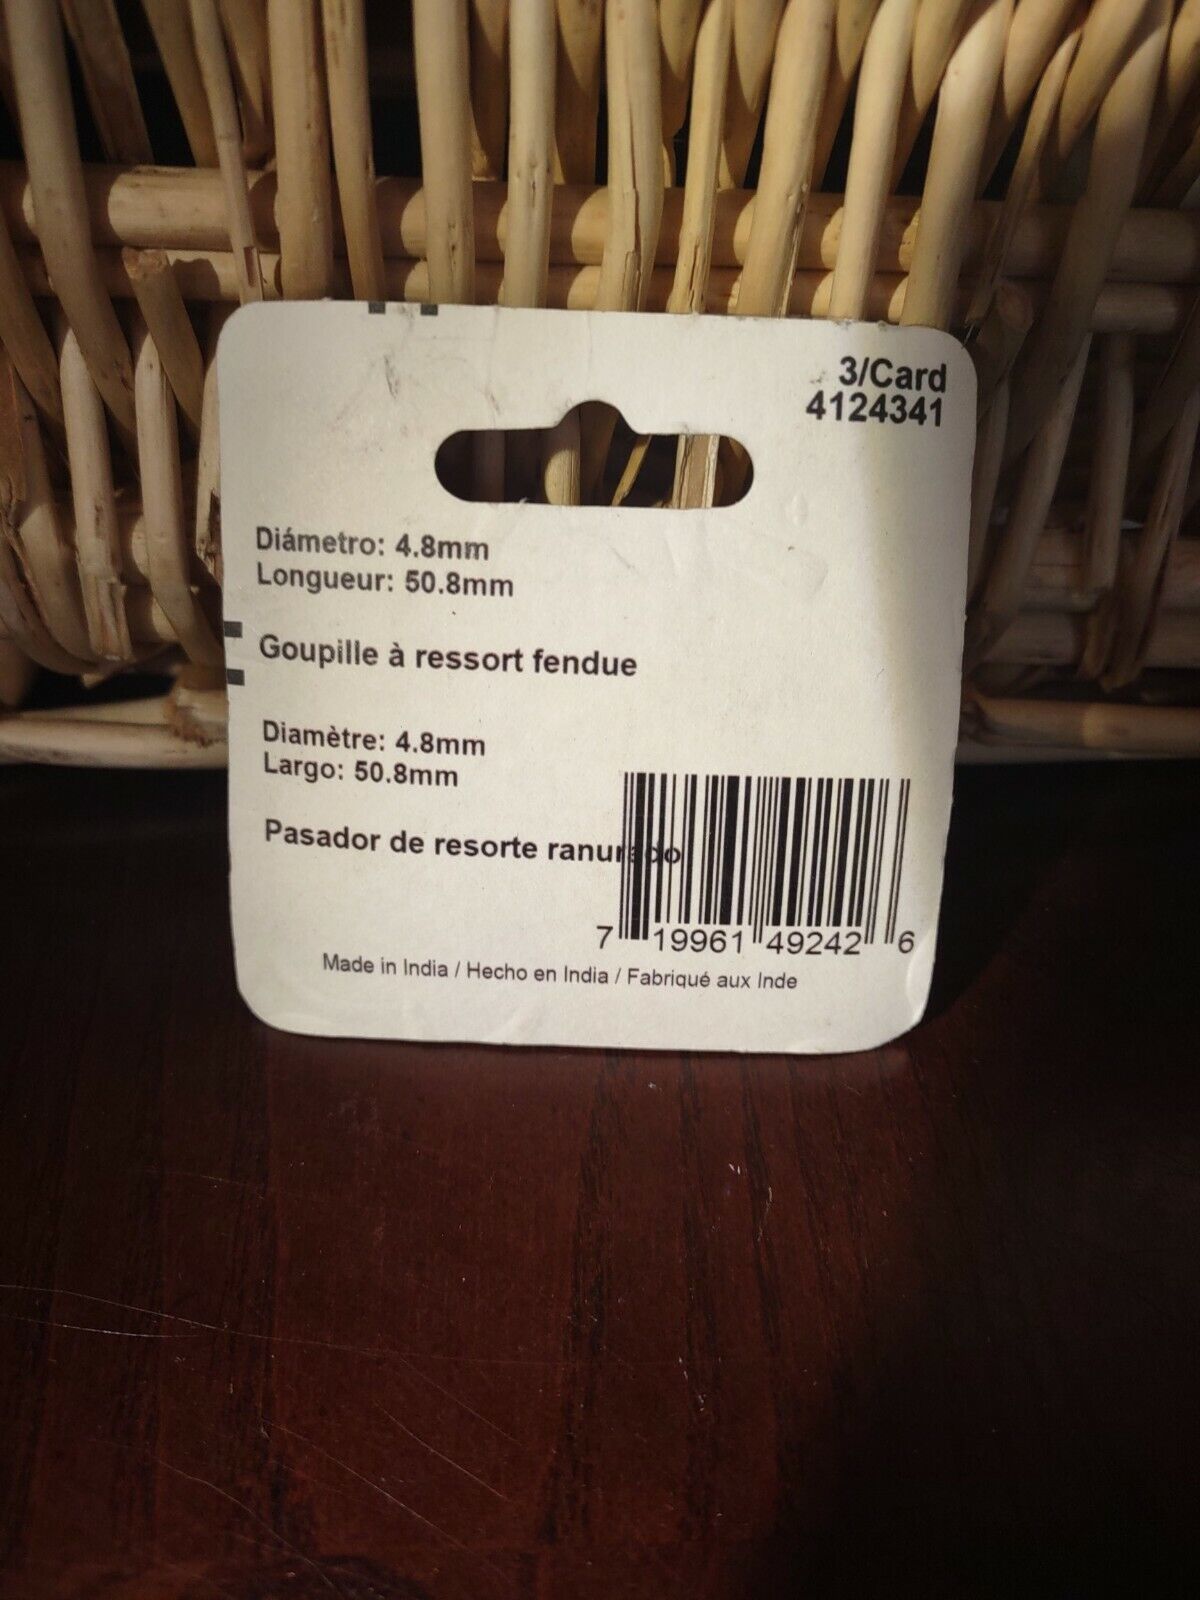 3/Card
4124341
Diámetro: 4.8mm
Longueur: 50.8mm
Goupille à ressort fendue
Diamètre: 4.8mm
Largo: 50.8mm
Pasador de resorte ranurado
7 19961 49242 6
Made in India / Hecho en India / Fabriqué aux Inde